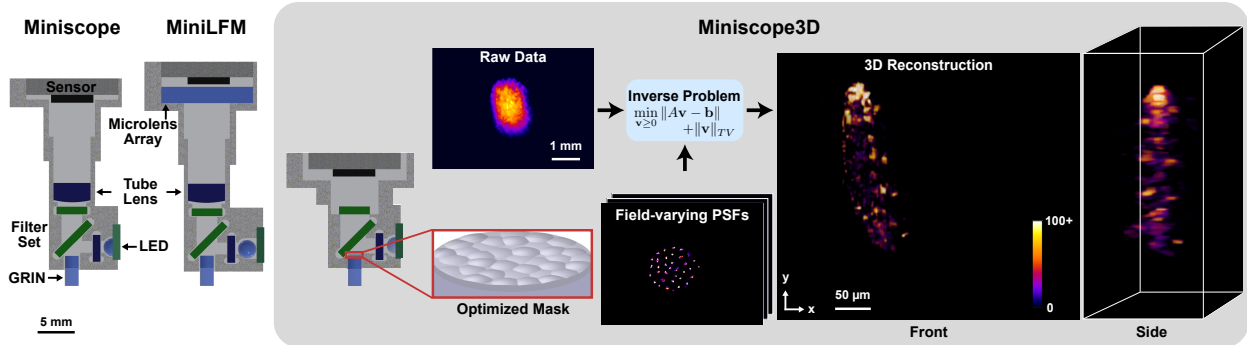 Miniscope
MiniLFM
Miniscope3D
Sensor
Microlens
Array
Tube
Lens
Filter
Set
LED
GRIN
5 mm
Raw Data
1 mm
Inverse Problem
min ‖Av − b‖
v≥0
+‖v‖TV
Field-varying PSFs
Optimized Mask
3D Reconstruction
100+
0
y
x
50 µm
Front
Side